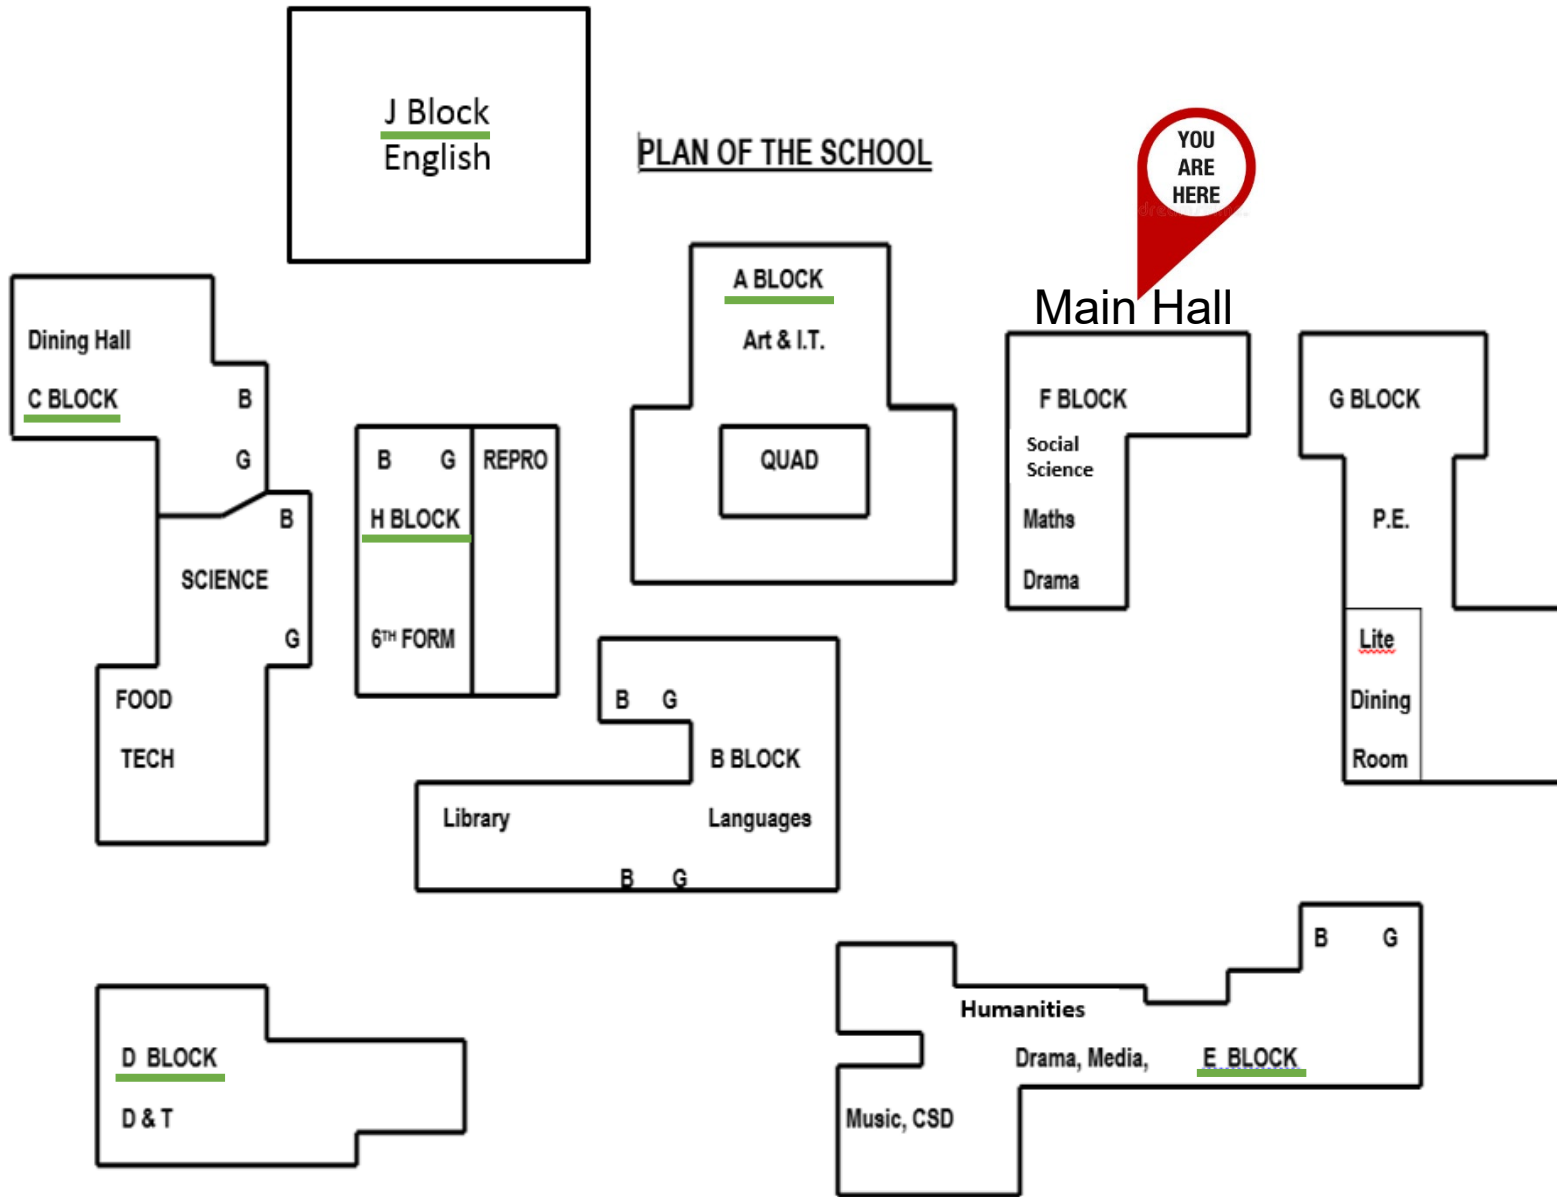 J Block
English
PLAN OF THE SCHOOL
YOU
ARE
HERE
Main Hall
A BLOCK
Art & I.T.
QUAD
Dining Hall
C BLOCK
B
G
B
SCIENCE
G
FOOD
TECH
B G
REPRO
H BLOCK
6TH FORM
F BLOCK
Social
Science
Maths
Drama
G BLOCK
P.E.
Lite
Dining
Room
B G
B BLOCK
Library
Languages
B G
B G
Humanities
Drama, Media,
E BLOCK
Music, CSD
D BLOCK
D & T